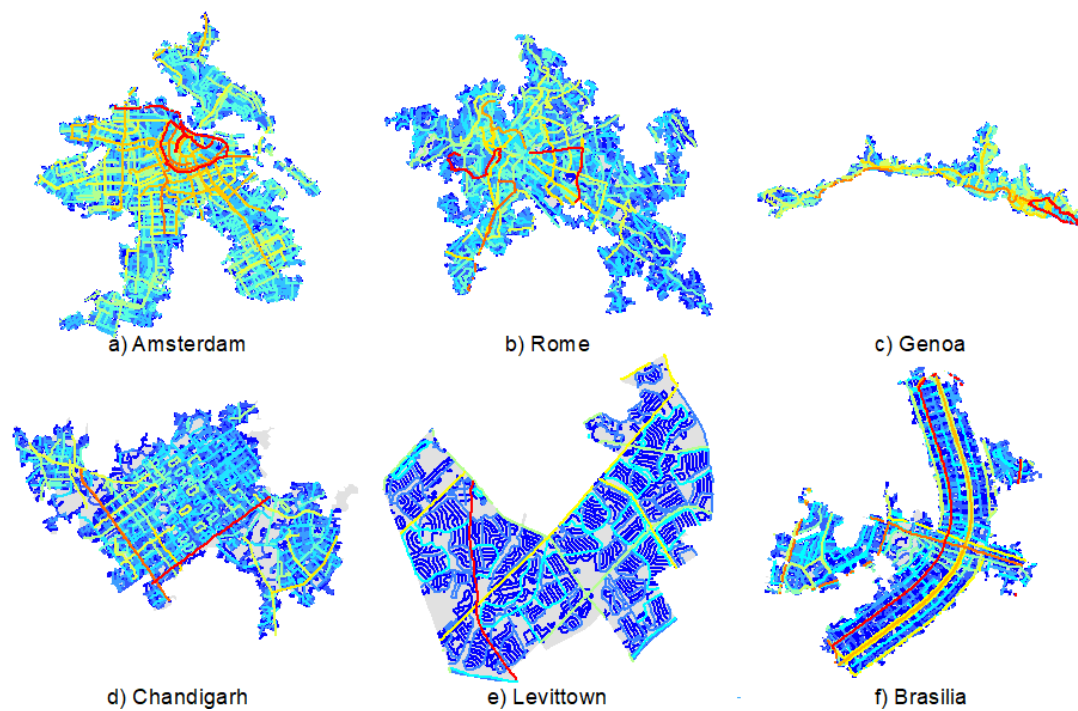 a) Amsterdam
b) Rome
c) Genoa
d) Chandigarh
e) Levittown
f) Brasilia